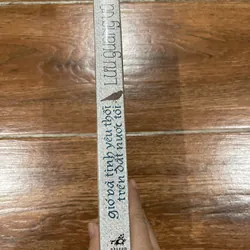 Lưu Quang Vũ
gió và tình yêu thổi
trên đất nước tôi